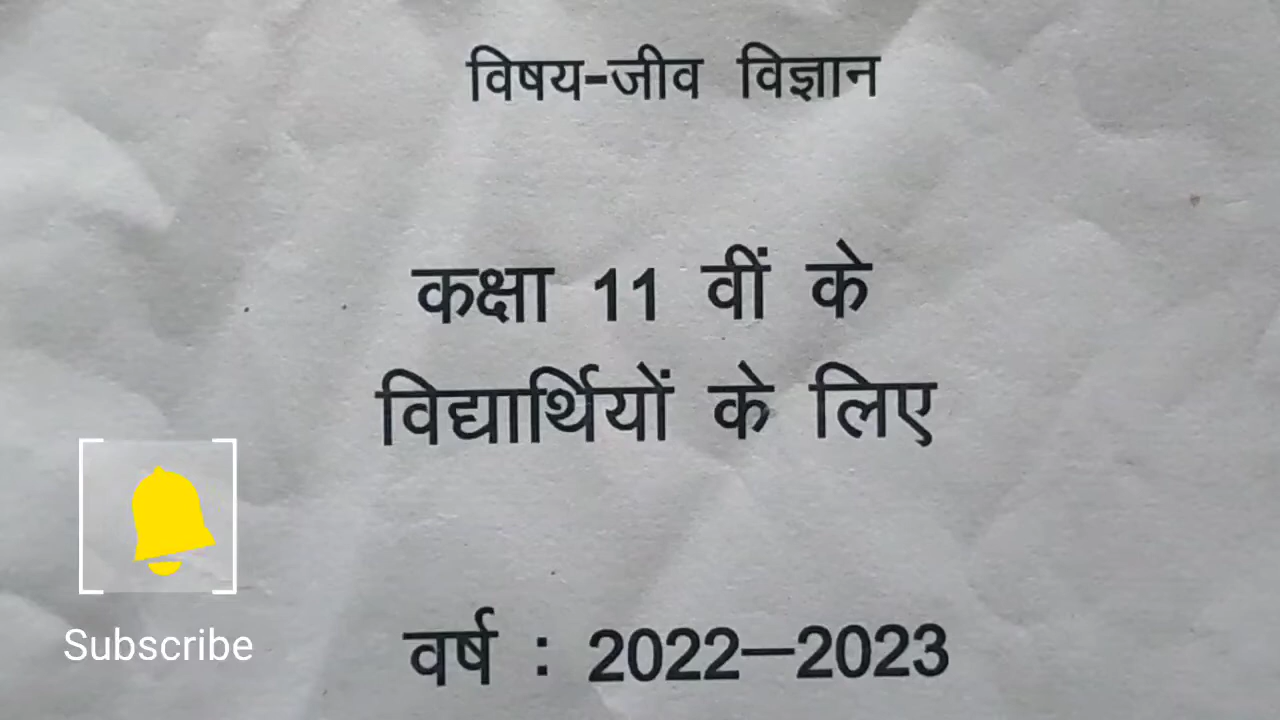 विषय-जीव विज्ञान
कक्षा 11 वीं के
विद्यार्थियों के लिए
Subscribe
वर्ष : 2022–2023